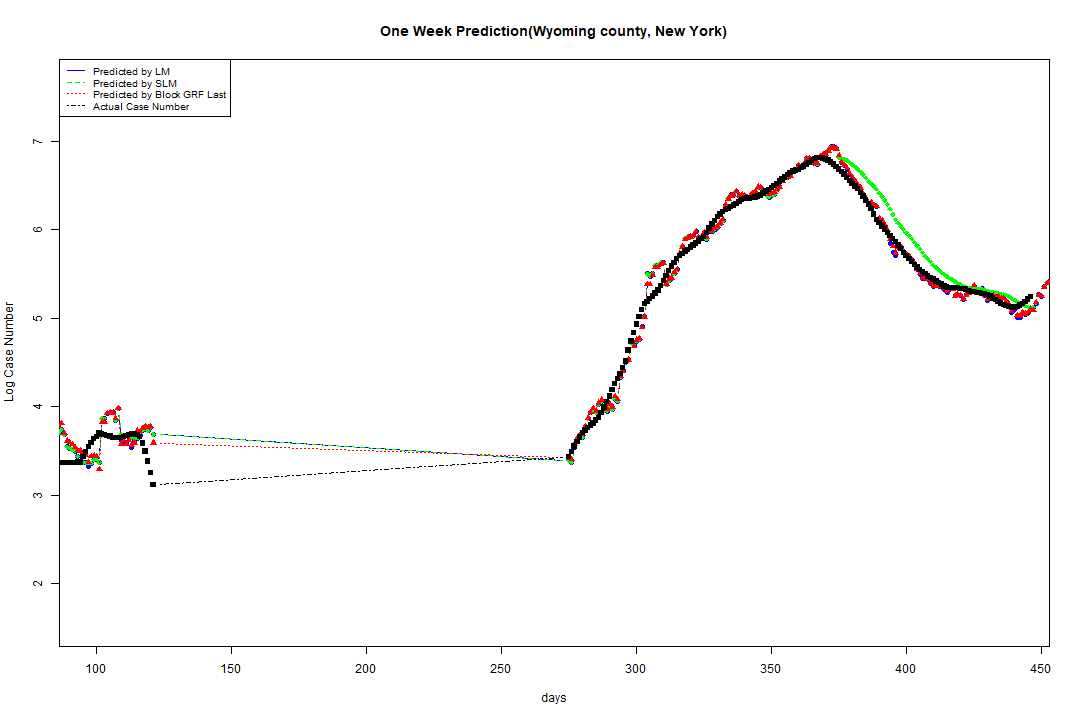 One Week Prediction(Wyoming county, New York)
Predicted by LM
Predicted by SLM
Predicted by Block GRF Last
Actual Case Number
Log Case Number
7
6
5
4
3
2
100 150 200 250 300 350 400 450
days